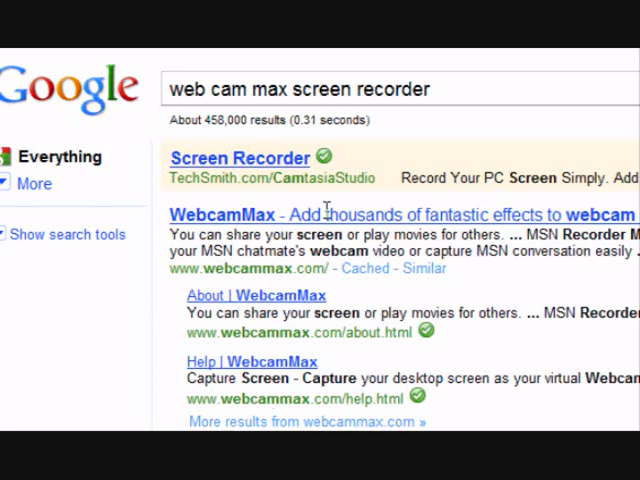 Google
web cam max screen recorder
About 458,000 results (0.31 seconds)
Everything
More
Show search tools
Screen Recorder
TechSmith.com/CamtasiaStudio Record Your PC Screen Simply. Add
WebcamMax - Add thousands of fantastic effects to webcam
You can share your screen or play movies for others. ... MSN Recorder M
your MSN chatmate's webcam video or capture MSN conversation easily .
www.webcammax.com/ - Cached - Similar
About | WebcamMax
You can share your screen or play movies for others. ... MSN Recorder
www.webcammax.com/about.html
Help | WebcamMax
Capture Screen - Capture your desktop screen as your virtual Webcam
www.webcammax.com/help.html
More results from webcammax.com »